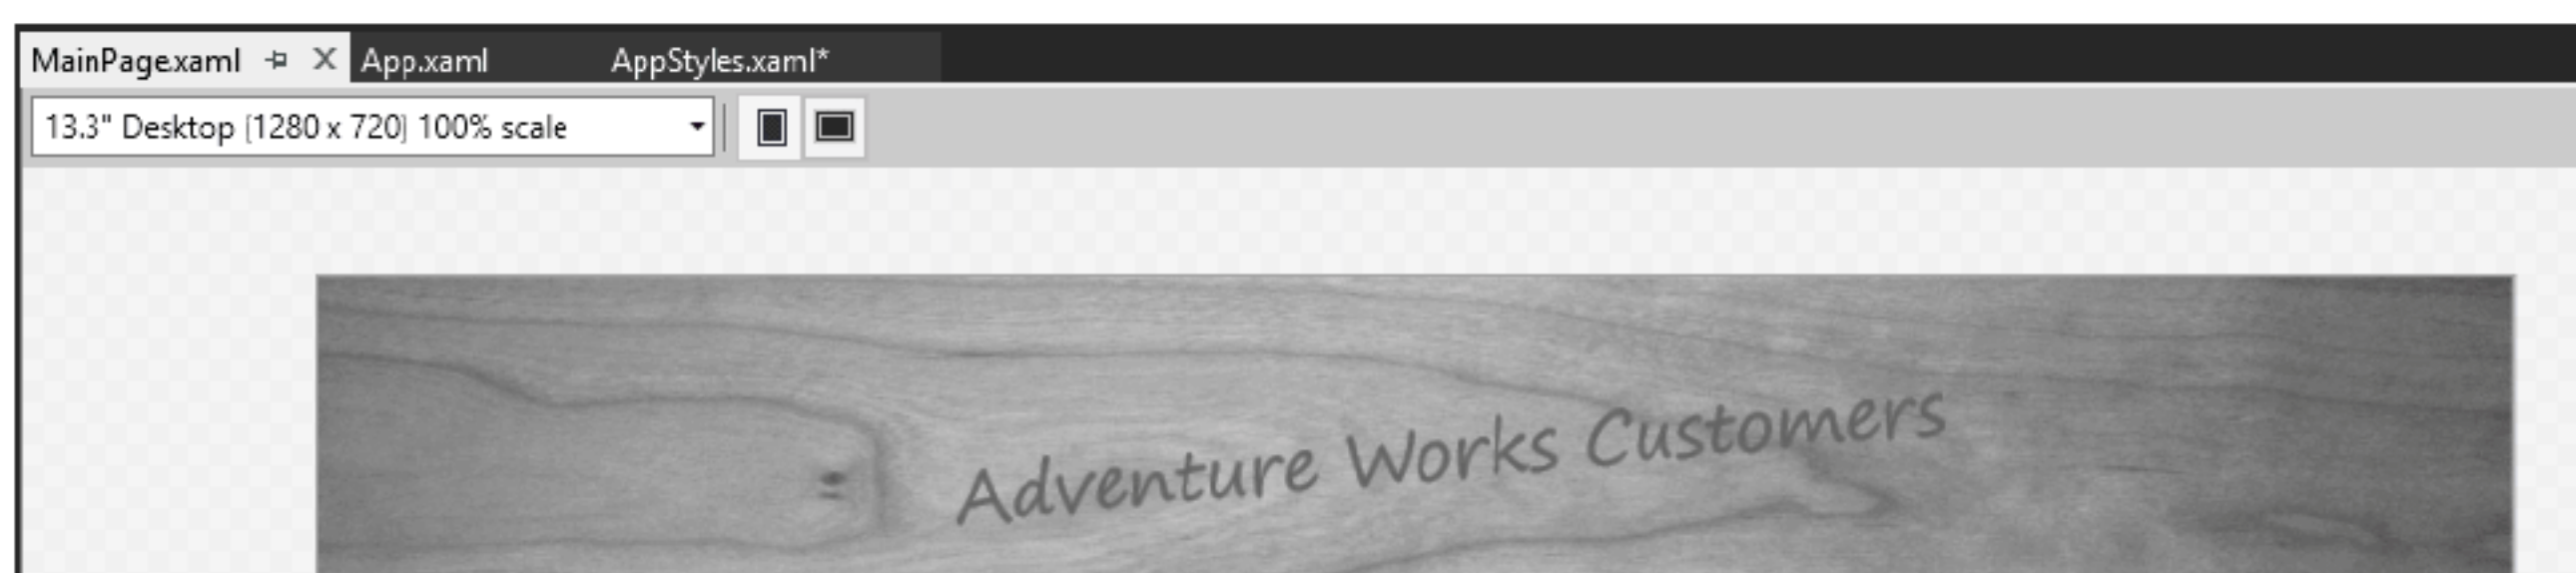 MainPage.xaml App.xaml AppStyles.xaml*
13.3" Desktop (1280 x 720) 100% scale
Adventure Works Customers